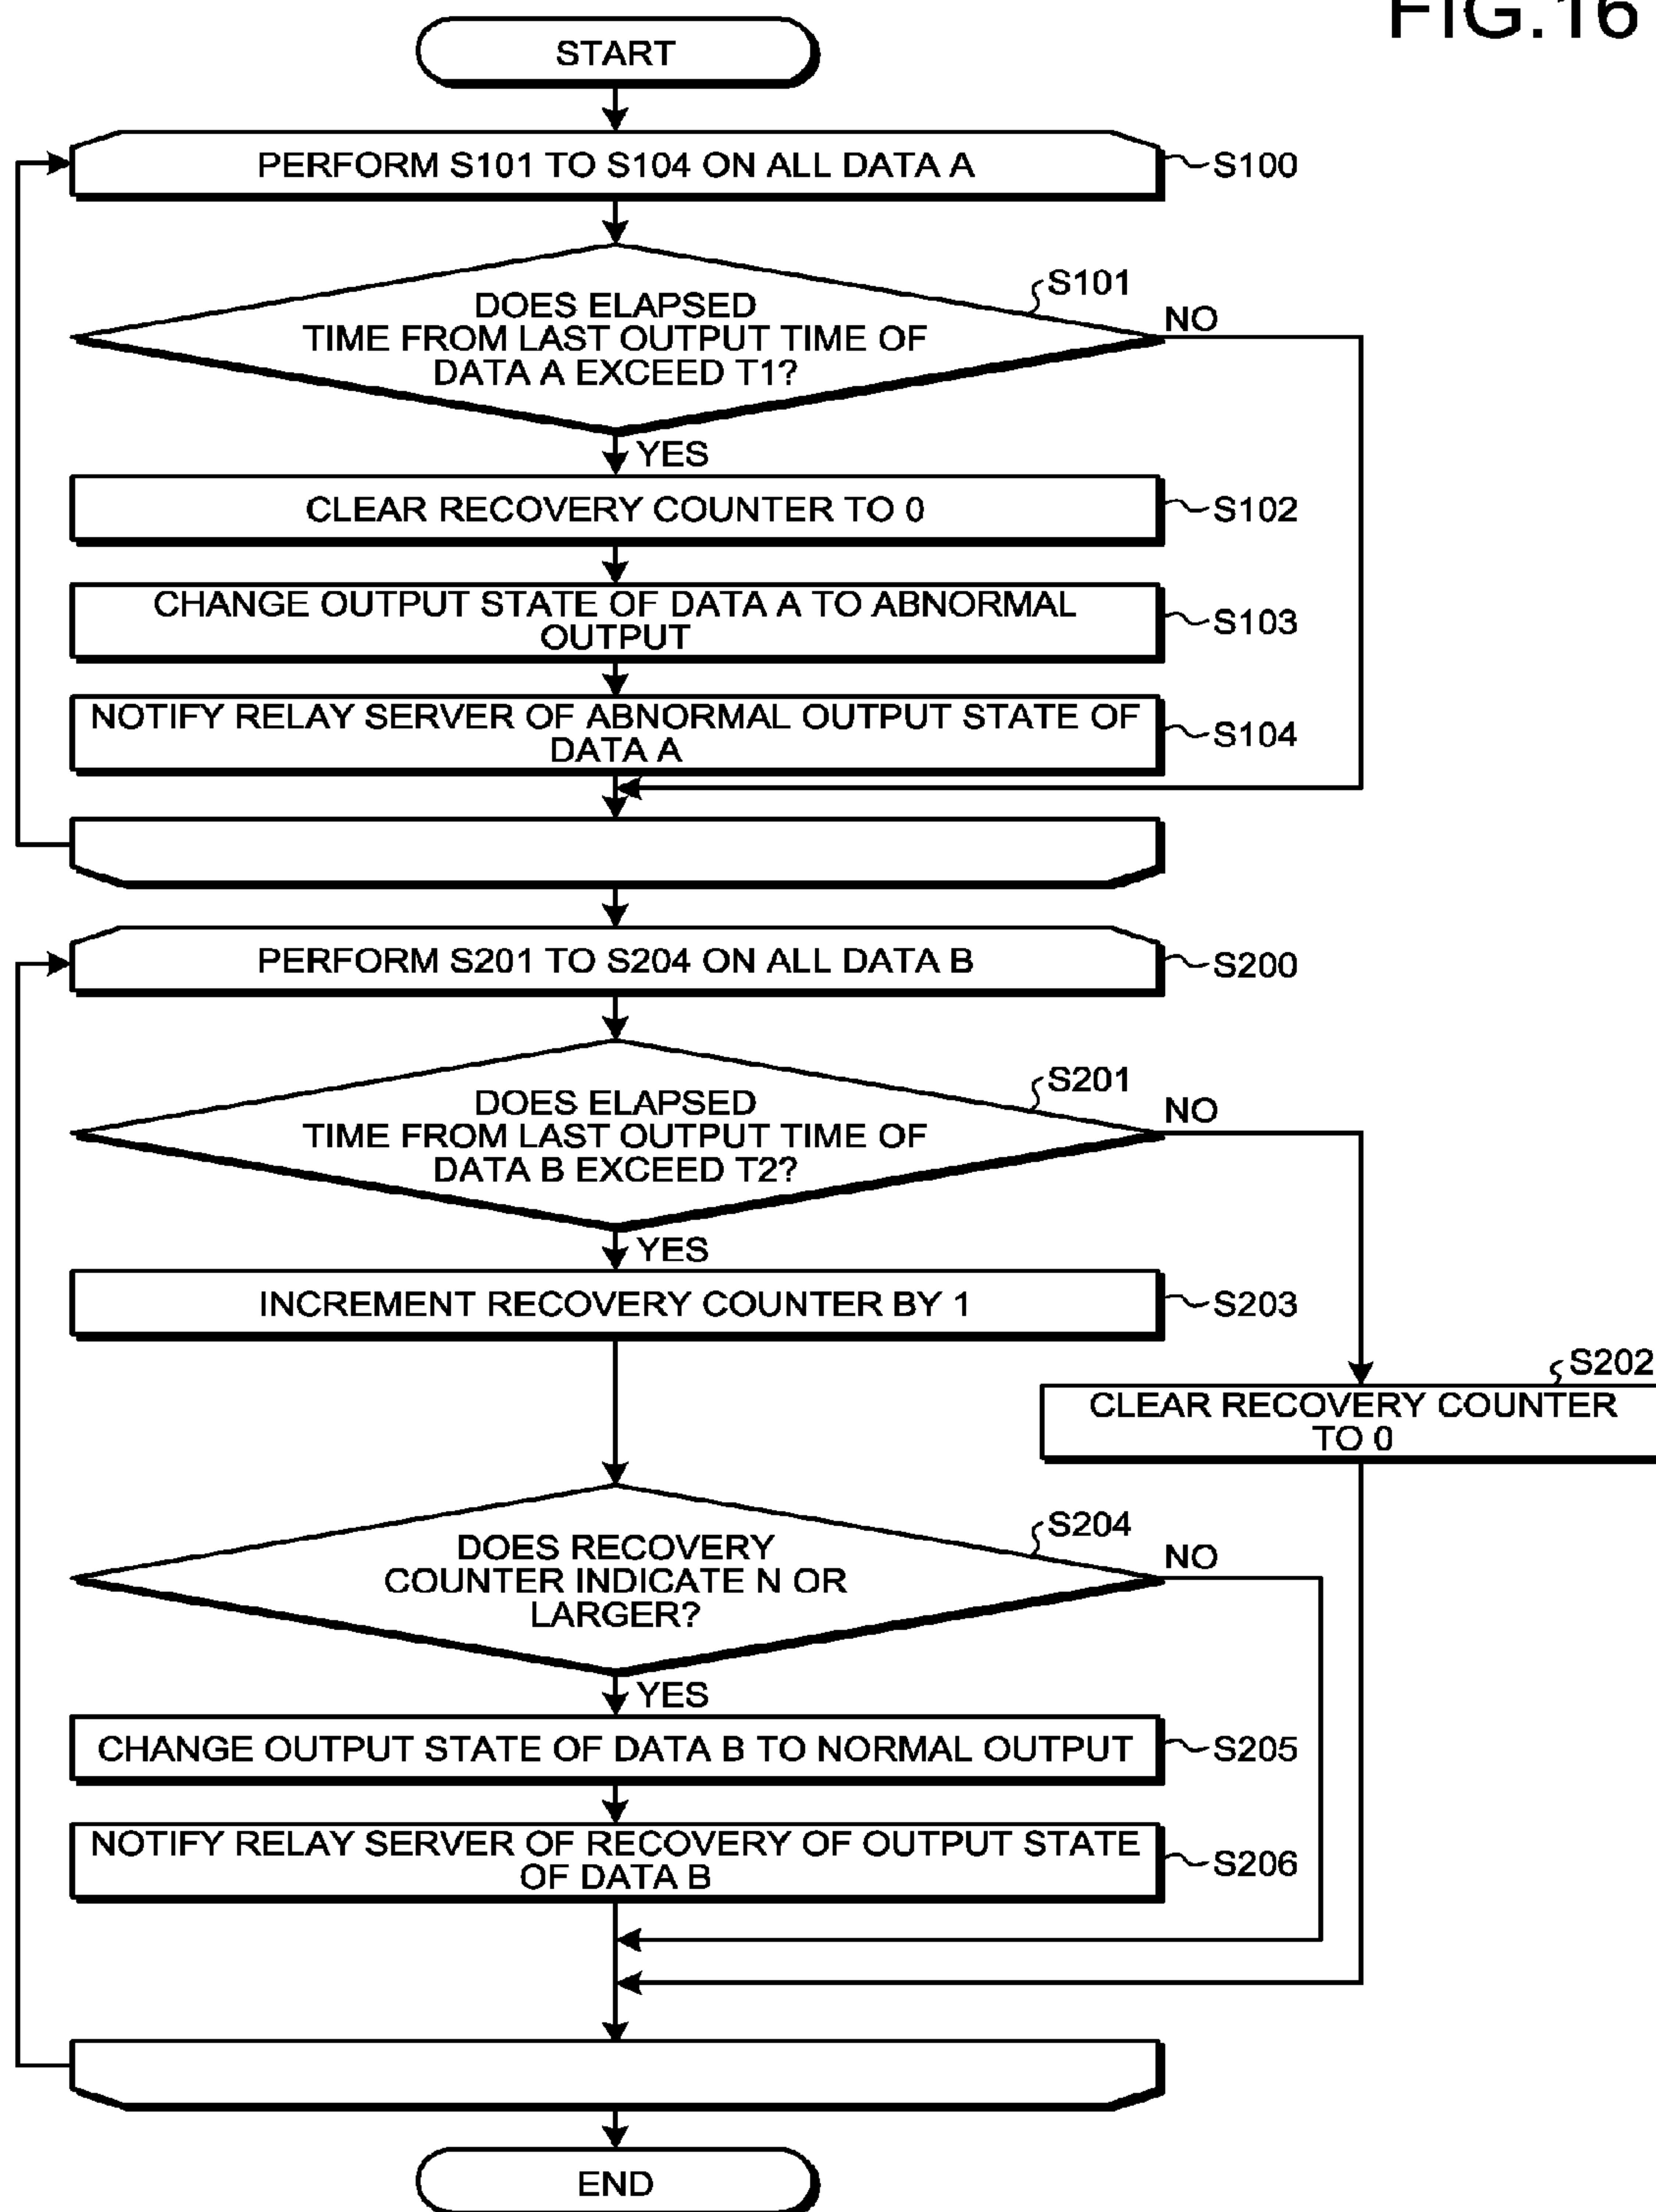 FIG.16
START
PERFORM S101 TO S104 ON ALL DATA A
S100
S101
DOES ELAPSED
TIME FROM LAST OUTPUT TIME OF
DATA A EXCEED T1?
NO
YES
CLEAR RECOVERY COUNTER TO 0
S102
CHANGE OUTPUT STATE OF DATA A TO ABNORMAL
OUTPUT
S103
NOTIFY RELAY SERVER OF ABNORMAL OUTPUT STATE OF
DATA A
S104
PERFORM S201 TO S204 ON ALL DATA B
S200
S201
DOES ELAPSED
TIME FROM LAST OUTPUT TIME OF
DATA B EXCEED T2?
NO
YES
INCREMENT RECOVERY COUNTER BY 1
S203
S202
CLEAR RECOVERY COUNTER
TO 0
S204
DOES RECOVERY
COUNTER INDICATE N OR
LARGER?
NO
YES
CHANGE OUTPUT STATE OF DATA B TO NORMAL OUTPUT
S205
NOTIFY RELAY SERVER OF RECOVERY OF OUTPUT STATE
OF DATA B
S206
END